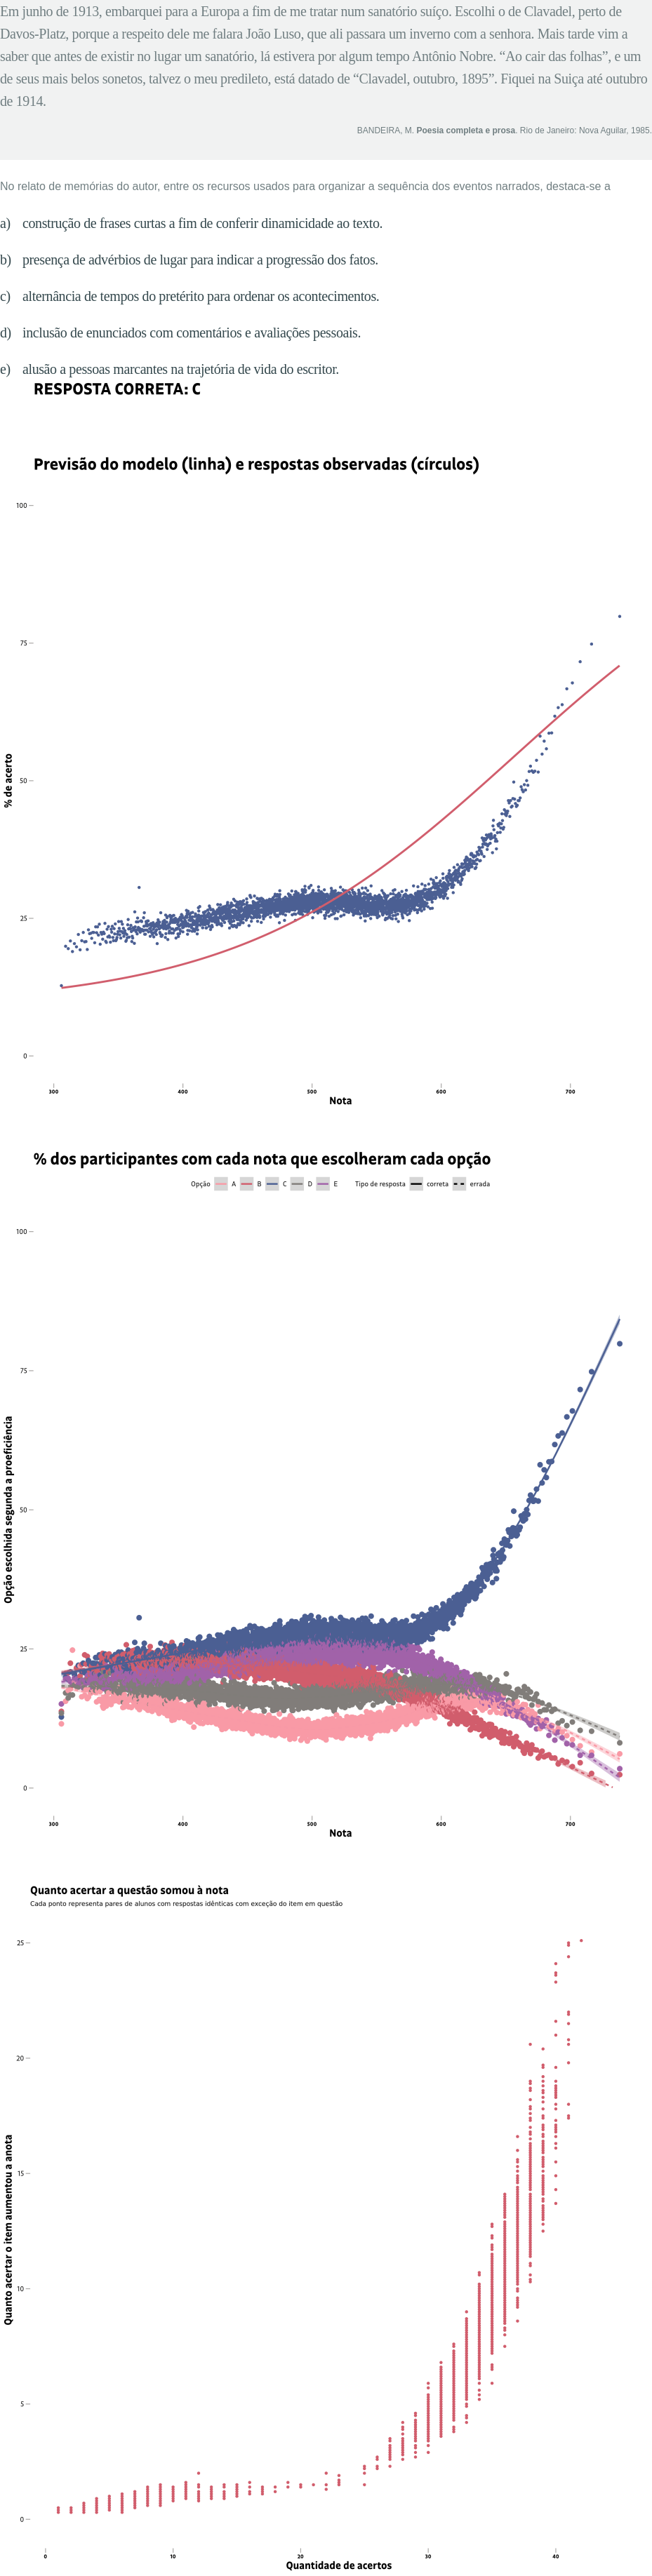 Em junho de 1913, embarquei para a Europa a fim de me tratar num sanatório suíço. Escolhi o de Clavadel, perto de
Davos-Platz, porque a respeito dele me falara João Luso, que ali passara um inverno com a senhora. Mais tarde vim a
saber que antes de existir no lugar um sanatório, lá estivera por algum tempo Antônio Nobre. “Ao cair das folhas”, e um
de seus mais belos sonetos, talvez o meu predileto, está datado de “Clavadel, outubro, 1895”. Fiquei na Suiça até outubro
de 1914.
BANDEIRA, M. Poesia completa e prosa. Rio de Janeiro: Nova Aguilar, 1985.
No relato de memórias do autor, entre os recursos usados para organizar a sequência dos eventos narrados, destaca-se a
a) construção de frases curtas a fim de conferir dinamicidade ao texto.
b) presença de advérbios de lugar para indicar a progressão dos fatos.
c) alternância de tempos do pretérito para ordenar os acontecimentos.
d) inclusão de enunciados com comentários e avaliações pessoais.
e) alusão a pessoas marcantes na trajetória de vida do escritor.
RESPOSTA CORRETA: C
Previsão do modelo (linha) e respostas observadas (círculos)
100
75
50
25
0
% de acerto
300 400 500 600 700
Nota
% dos participantes com cada nota que escolheram cada opção
Opção A B C D E Tipo de resposta correta errada
100
75
50
25
0
Opção escolhida segunda a proeficiência
300 400 500 600 700
Nota
Quanto acertar a questão somou à nota
Cada ponto representa pares de alunos com respostas idênticas com exceção do item em questão
25
20
15
10
5
0
Quanto acertar o item aumentou a anota
0 10 20 30 40
Quantidade de acertos